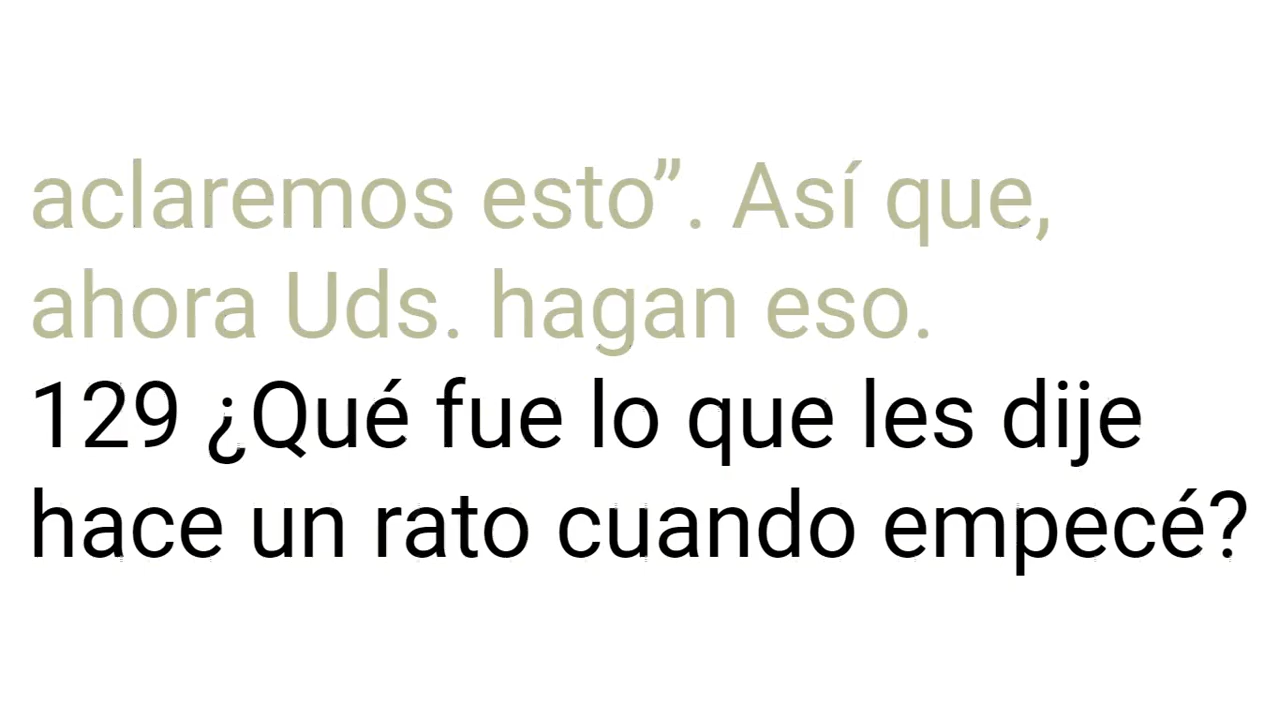 aclaremos esto”. Así que,
ahora Uds. hagan eso.
129 ¿Qué fue lo que les dije
hace un rato cuando empecé?